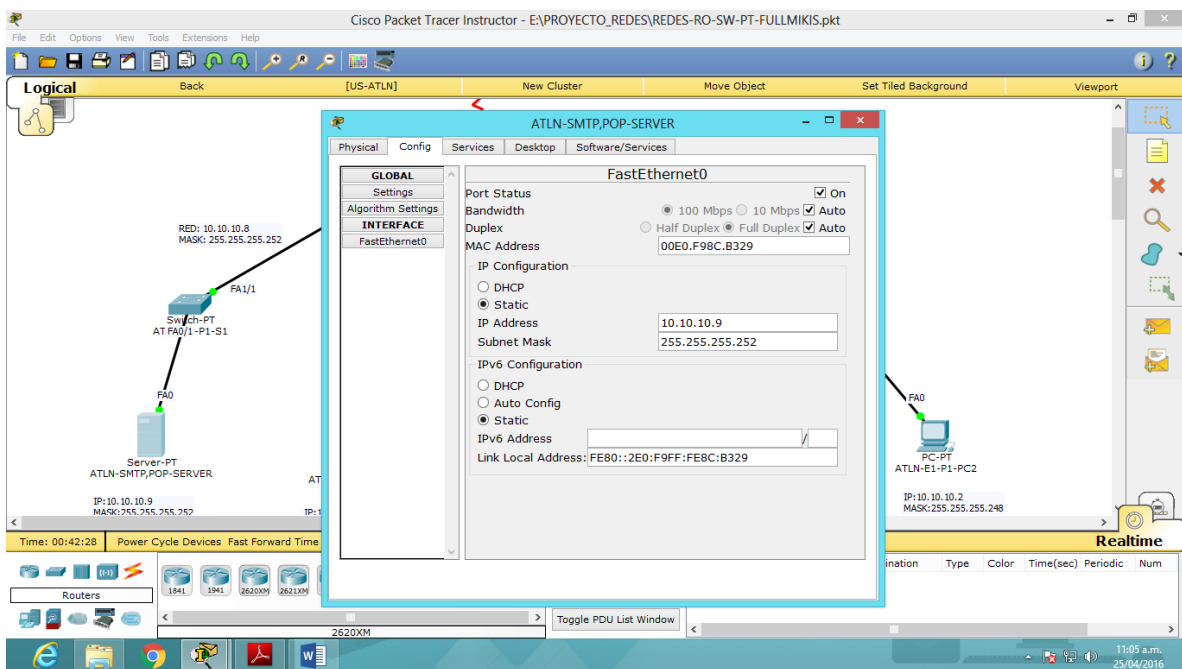 Cisco Packet Tracer Instructor - E:\PROYECTO_REDES\REDES-RO-SW-PT-FULLMIKIS.pkt
File Edit Options View Tools Extensions Help
Logical Back [US-ATLN] New Cluster Move Object Set Tiled Background Viewport
ATLN-SMTP,POP-SERVER
Physical Config Services Desktop Software/Services
GLOBAL
Settings
Algorithm Settings
INTERFACE
FastEthernet0
FastEthernet0
Port Status On
Bandwidth 100 Mbps 10 Mbps Auto
Duplex Half Duplex Full Duplex Auto
MAC Address 00E0.F98C.B329
IP Configuration
DHCP
Static
IP Address 10.10.10.9
Subnet Mask 255.255.255.252
IPv6 Configuration
DHCP
Auto Config
Static
IPv6 Address /
Link Local Address: FE80::2E0:F9FF:FE8C:B329
RED: 10.10.10.8
MASK: 255.255.255.252
FA1/1
Switch-PT
AT FA0/1 -P1-S1
FA0
Server-PT
ATLN-SMTP,POP-SERVER
AT
IP:10.10.10.9
MASK:255.255.255.252
IP:1
FA0
PC-PT
ATLN-E1-P1-PC2
IP:10.10.10.2
MASK:255.255.255.248
Time: 00:42:28 Power Cycle Devices Fast Forward Time
Realtime
Routers
1841 1941 2620XM 2621XM
2620XM
Toggle PDU List Window
ination Type Color Time(sec) Periodic Num
11:05 a.m.
25/04/2016